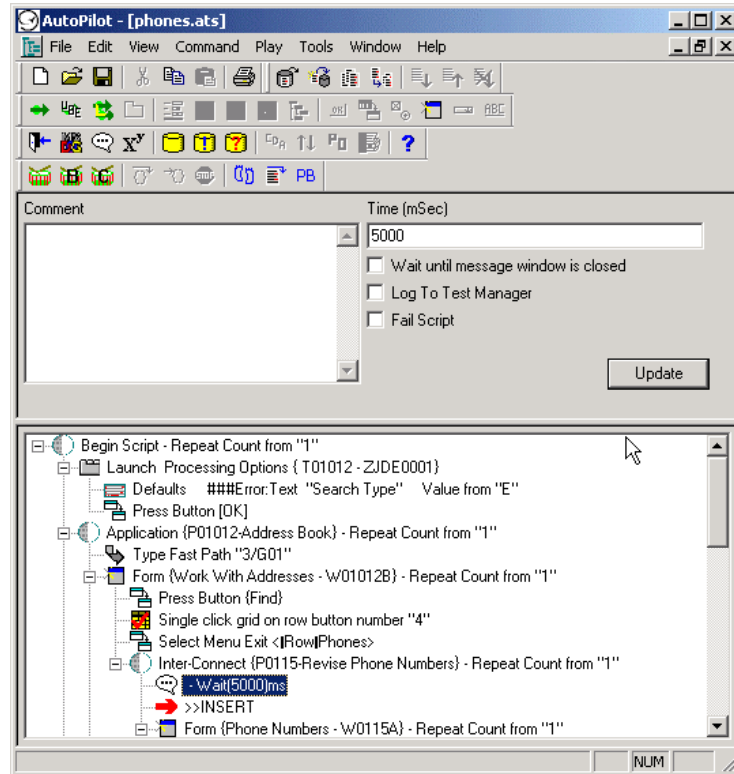 AutoPilot - [phones.ats]
File Edit View Command Play Tools Window Help
Comment
Time (mSec)
5000
Wait until message window is closed
Log To Test Manager
Fail Script
Update
Begin Script - Repeat Count from "1"
Launch Processing Options { T01012 - ZJDE0001}
Defaults ###Error:Text "Search Type" Value from "E"
Press Button [OK]
Application {P01012-Address Book} - Repeat Count from "1"
Type Fast Path "3/G01"
Form {Work With Addresses - W01012B} - Repeat Count from "1"
Press Button {Find}
Single click grid on row button number "4"
Select Menu Exit <|Row|Phones>
Inter-Connect {P0115-Revise Phone Numbers} - Repeat Count from "1"
- Wait(5000)ms
>>INSERT
Form {Phone Numbers - W0115A} - Repeat Count from "1"
NUM